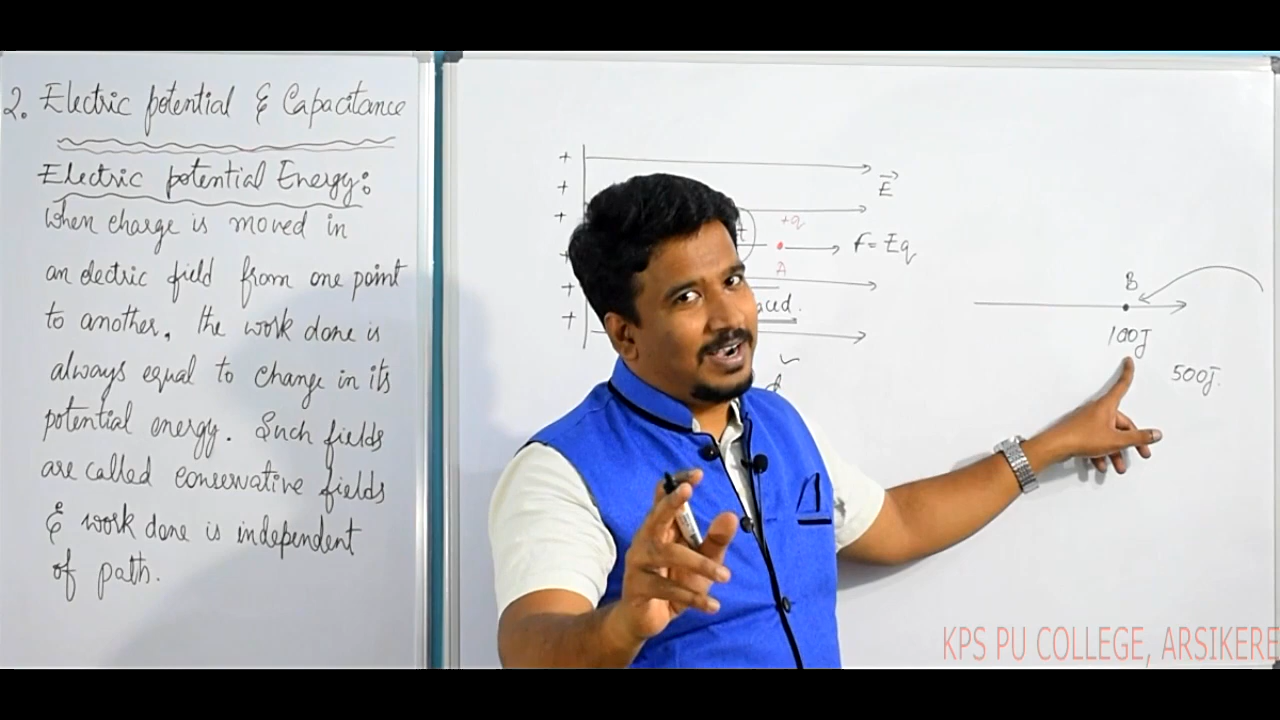 2. Electric potential & Capacitance
Electric potential Energy:
When charge is moved in
an electric field from one point
to another, the work done is
always equal to change in its
potential energy. Such fields
are called conservative fields
& work done is independent
of path.
+
+
+
+
+
+
E
+q
F = Eq
A
B
100J
500J.
KPS PU COLLEGE, ARSIKERE